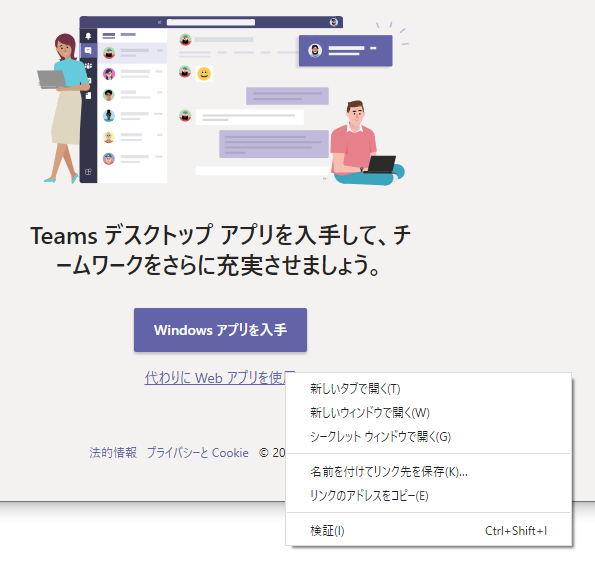 Teams デスクトップ アプリを入手して、チ
ームワークをさらに充実させましょう。
Windows アプリを入手
代わりに Web アプリを使用
法的情報 プライバシーと Cookie © 20
新しいタブで開く(T)
新しいウィンドウで開く(W)
シークレット ウィンドウで開く(G)
名前を付けてリンク先を保存(K)...
リンクのアドレスをコピー(E)
検証(I) Ctrl+Shift+I